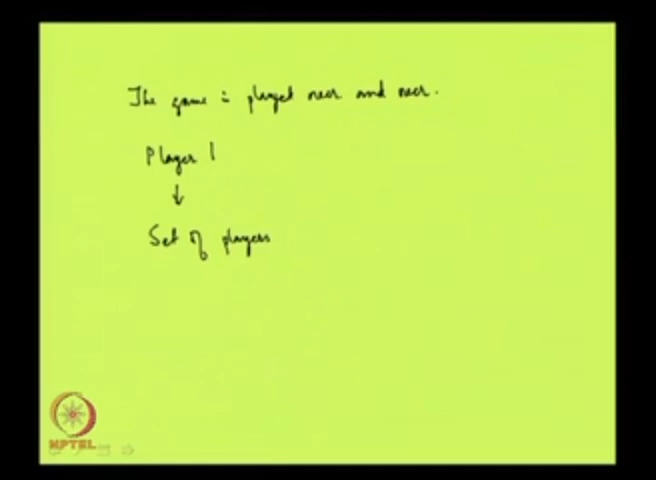 The game is played over and over.
Player 1
↓
Set of players
NPTEL